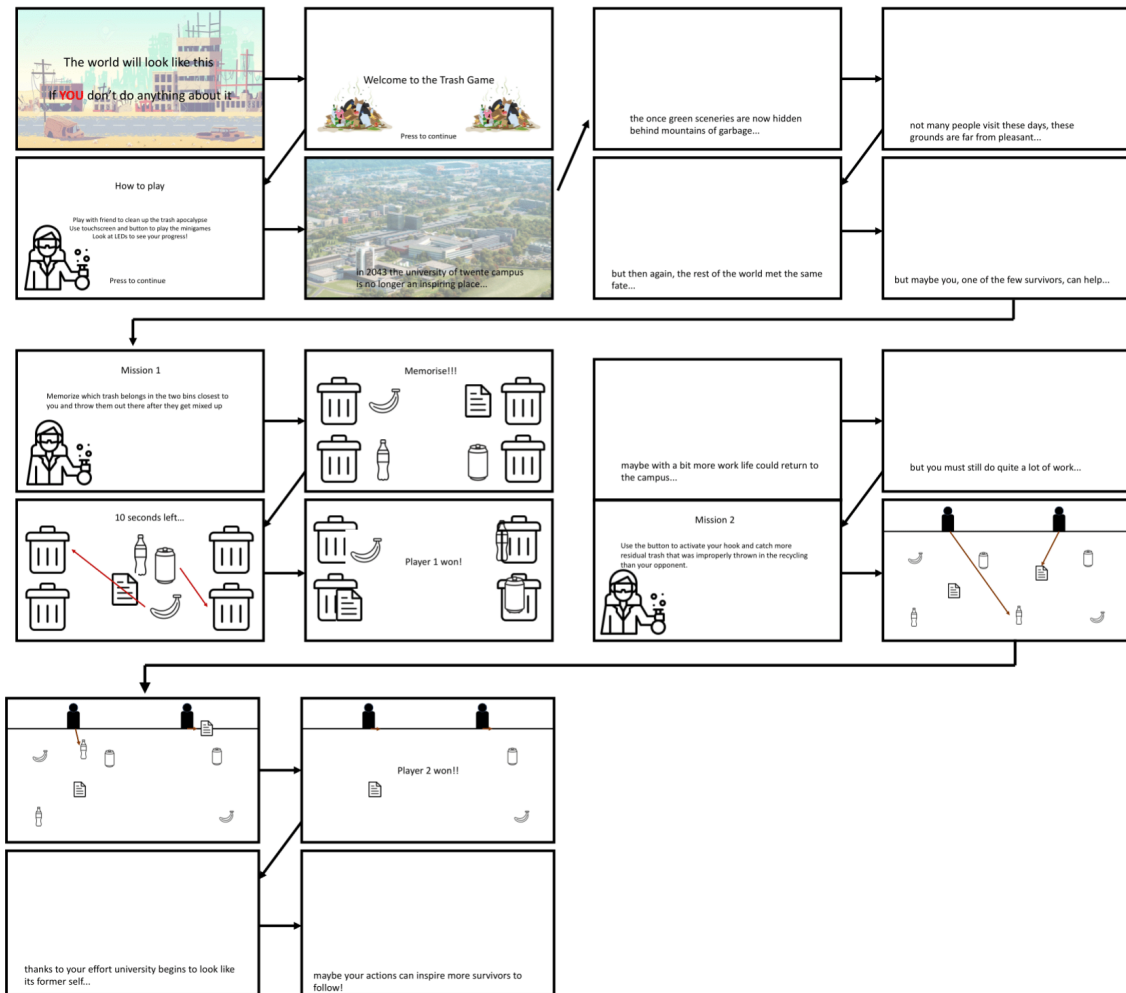 The world will look like this
If YOU don't do anything about it
Welcome to the Trash Game
Press to continue
How to play
Play with friend to clean up the trash apocalypse
Use touchscreen and button to play the minigames
Look at LEDs to see your progress!
Press to continue
in 2043 the university of twente campus
is no longer an inspiring place...
the once green sceneries are now hidden
behind mountains of garbage...
not many people visit these days, these
grounds are far from pleasant...
but then again, the rest of the world met the same
fate...
but maybe you, one of the few survivors, can help...
Mission 1
Memorize which trash belongs in the two bins closest to
you and throw them out there after they get mixed up
Memorise!!!
10 seconds left...
Player 1 won!
maybe with a bit more work life could return to
the campus...
but you must still do quite a lot of work...
Mission 2
Use the button to activate your hook and catch more
residual trash that was improperly thrown in the recycling
than your opponent.
Player 2 won!!
thanks to your effort university begins to look like
its former self...
maybe your actions can inspire more survivors to
follow!